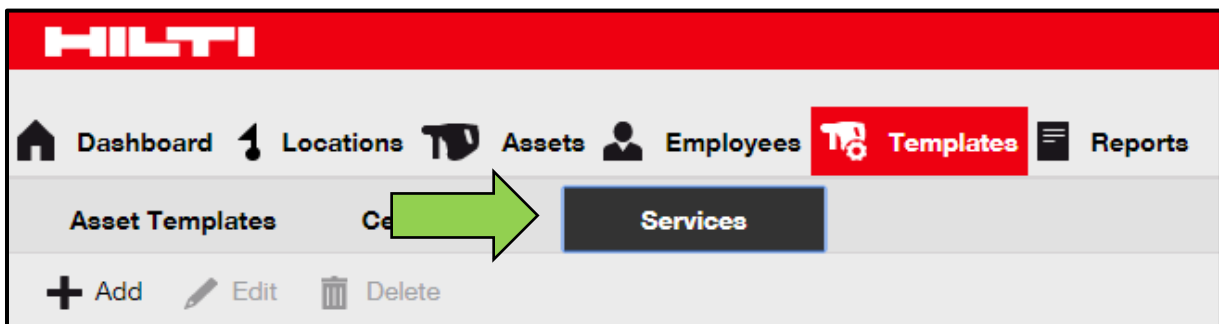 HILTI
Dashboard Locations Assets Employees Templates Reports
Asset Templates Ce Services
Add Edit Delete